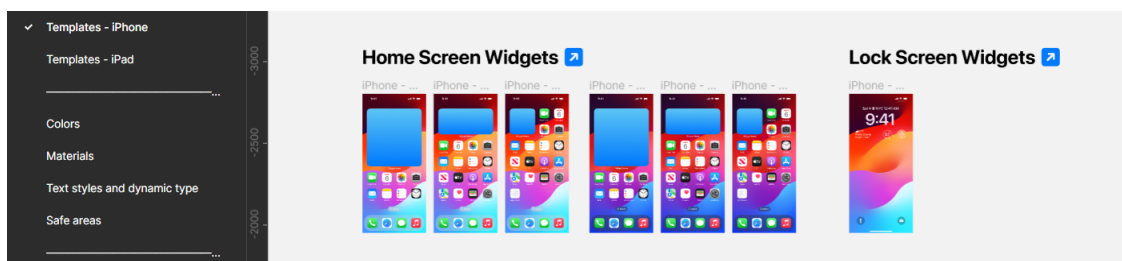 Templates - iPhone
Templates - iPad
Colors
Materials
Text styles and dynamic type
Safe areas
-3000
-2500
-2000
Home Screen Widgets
iPhone - ...
iPhone - ...
iPhone - ...
iPhone - ...
iPhone - ...
iPhone - ...
Lock Screen Widgets
iPhone - ...
9:41